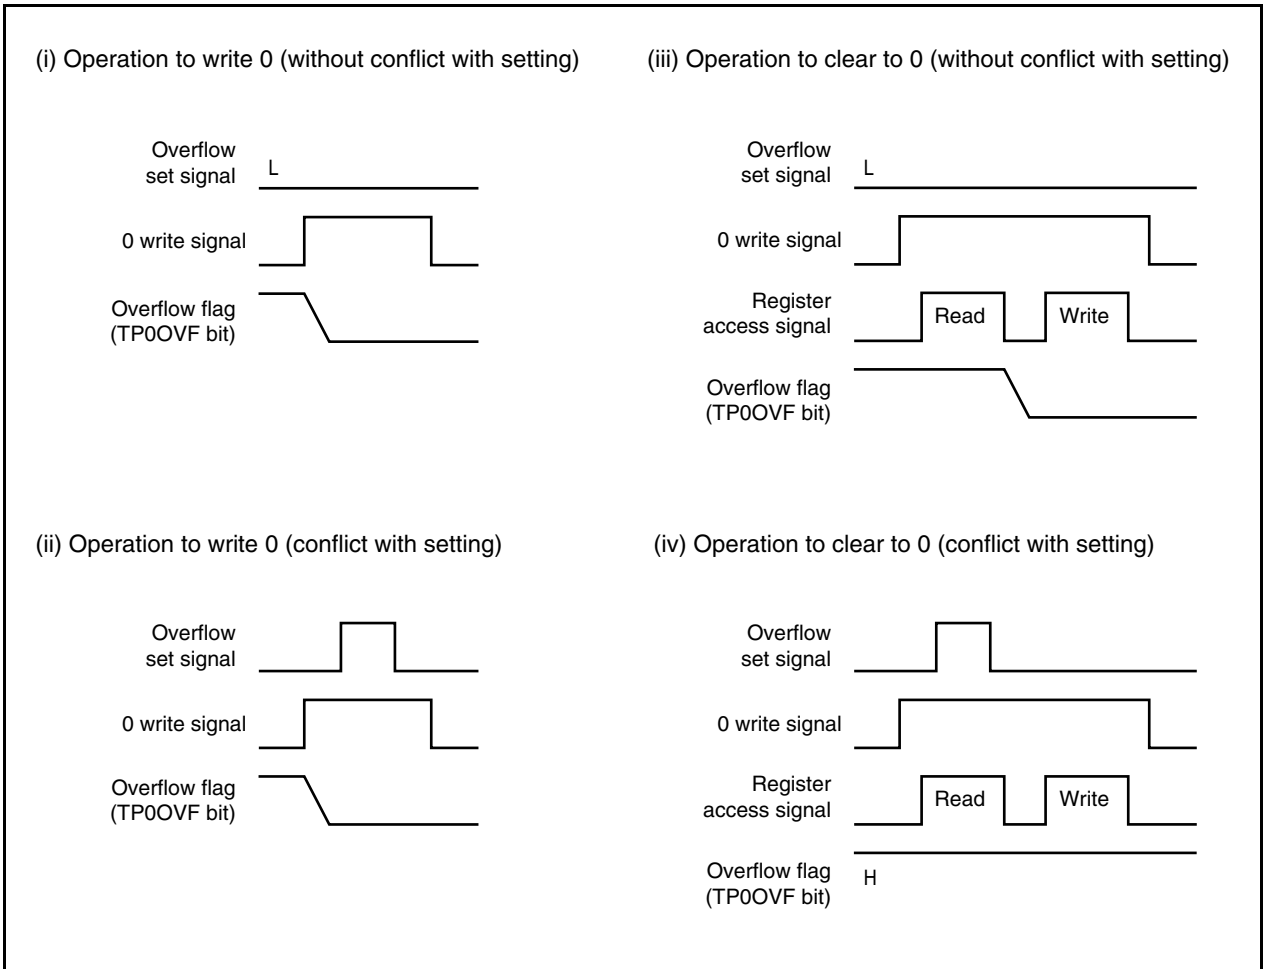 (i) Operation to write 0 (without conflict with setting)
Overflow
set signal
L
0 write signal
Overflow flag
(TP0OVF bit)
(iii) Operation to clear to 0 (without conflict with setting)
Overflow
set signal
L
0 write signal
Register
access signal
Read
Write
Overflow flag
(TP0OVF bit)
(ii) Operation to write 0 (conflict with setting)
Overflow
set signal
0 write signal
Overflow flag
(TP0OVF bit)
(iv) Operation to clear to 0 (conflict with setting)
Overflow
set signal
0 write signal
Register
access signal
Read
Write
Overflow flag
(TP0OVF bit)
H